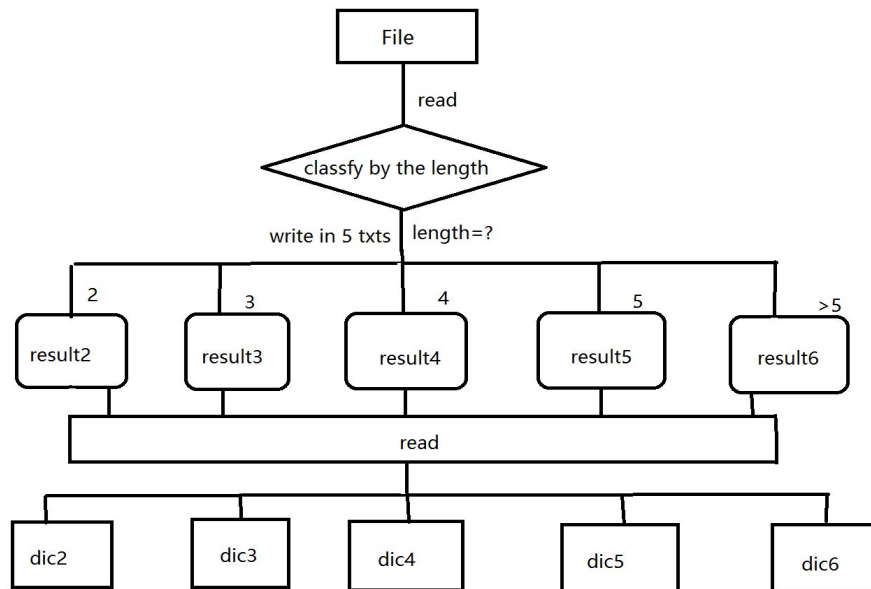 File
read
classfy by the length
write in 5 txts
length=?
2
3
4
5
>5
result2
result3
result4
result5
result6
read
dic2
dic3
dic4
dic5
dic6